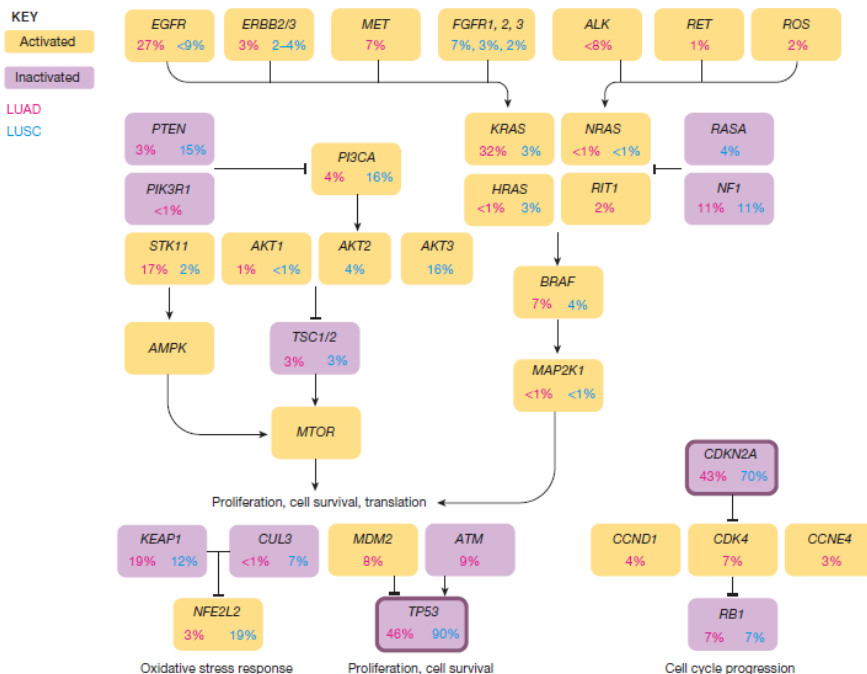 KEY
Activated
Inactivated
LUAD
LUSC
EGFR
27% <9%
ERBB2/3
3% 2–4%
MET
7%
FGFR1, 2, 3
7%, 3%, 2%
ALK
<8%
RET
1%
ROS
2%
PTEN
3% 15%
PIK3R1
<1%
PI3CA
4% 16%
KRAS
32% 3%
NRAS
<1% <1%
RASA
4%
HRAS
<1% 3%
RIT1
2%
NF1
11% 11%
STK11
17% 2%
AKT1
1% <1%
AKT2
4%
AKT3
16%
BRAF
7% 4%
AMPK
TSC1/2
3% 3%
MAP2K1
<1% <1%
MTOR
Proliferation, cell survival, translation
CDKN2A
43% 70%
KEAP1
19% 12%
CUL3
<1% 7%
MDM2
8%
ATM
9%
CCND1
4%
CDK4
7%
CCNE4
3%
NFE2L2
3% 19%
TP53
46% 90%
RB1
7% 7%
Oxidative stress response
Proliferation, cell survival
Cell cycle progression